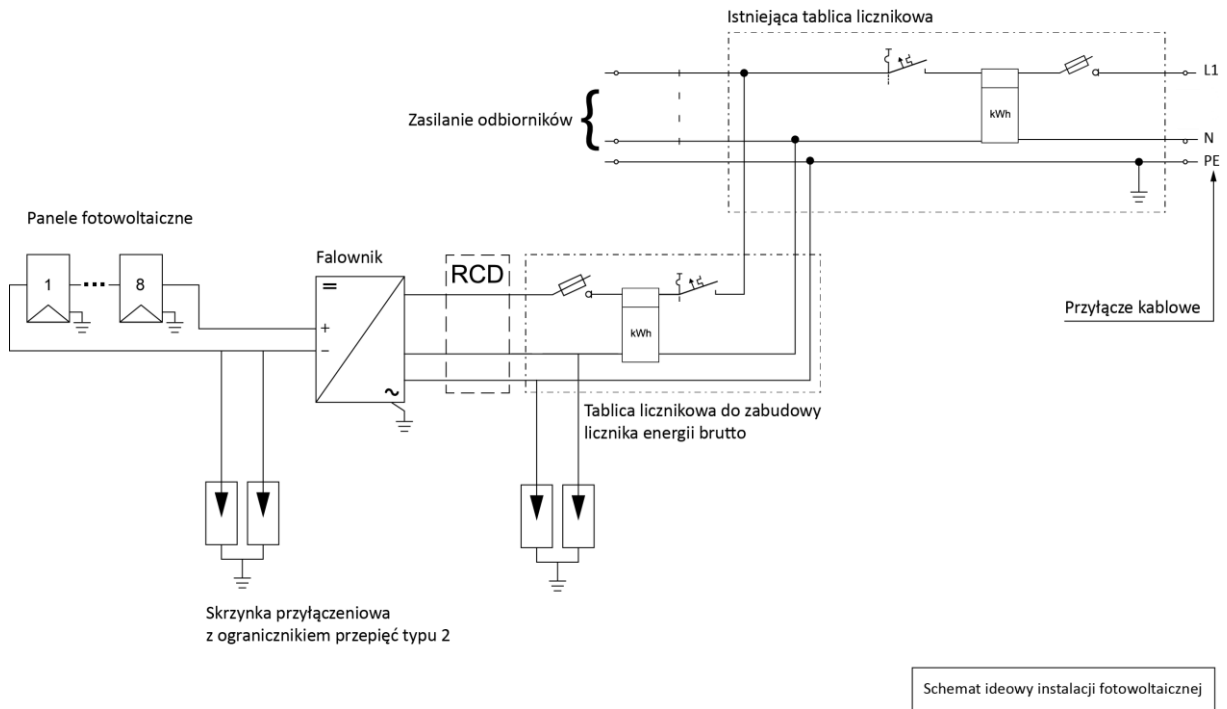 Istniejąca tablica licznikowa
L1
kWh
Zasilanie odbiorników
N
PE
Panele fotowoltaiczne
Falownik
RCD
1
8
Przyłącze kablowe
kWh
+
−
Tablica licznikowa do zabudowy
licznika energii brutto
Skrzynka przyłączeniowa
z ogranicznikiem przepięć typu 2
Schemat ideowy instalacji fotowoltaicznej